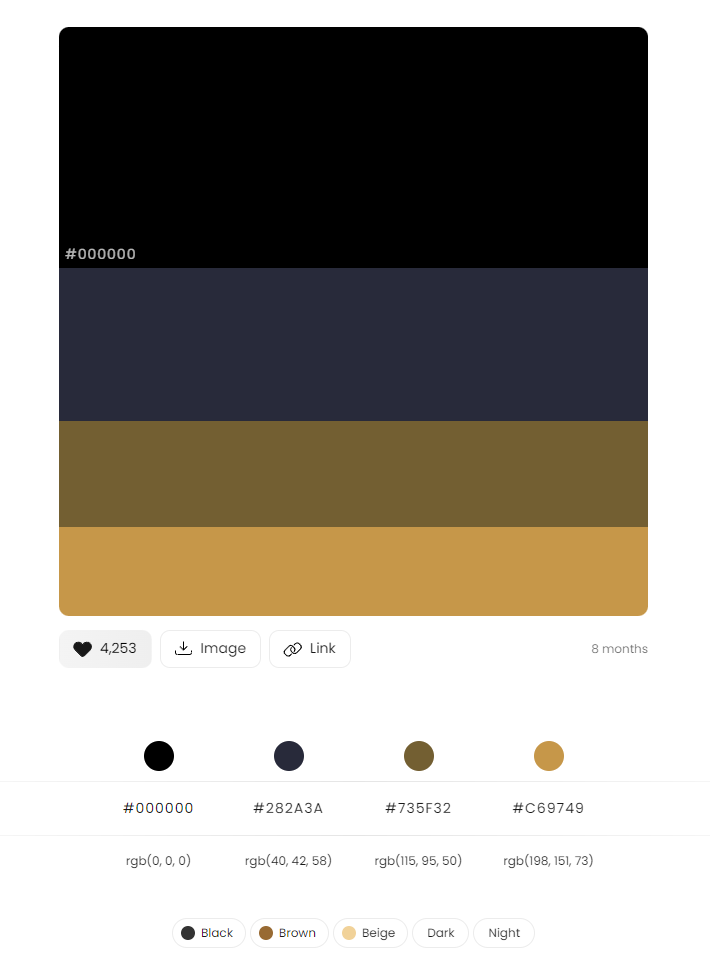 #000000
4,253 Image Link 8 months
#000000 #282A3A #735F32 #C69749
rgb(0, 0, 0) rgb(40, 42, 58) rgb(115, 95, 50) rgb(198, 151, 73)
Black Brown Beige Dark Night